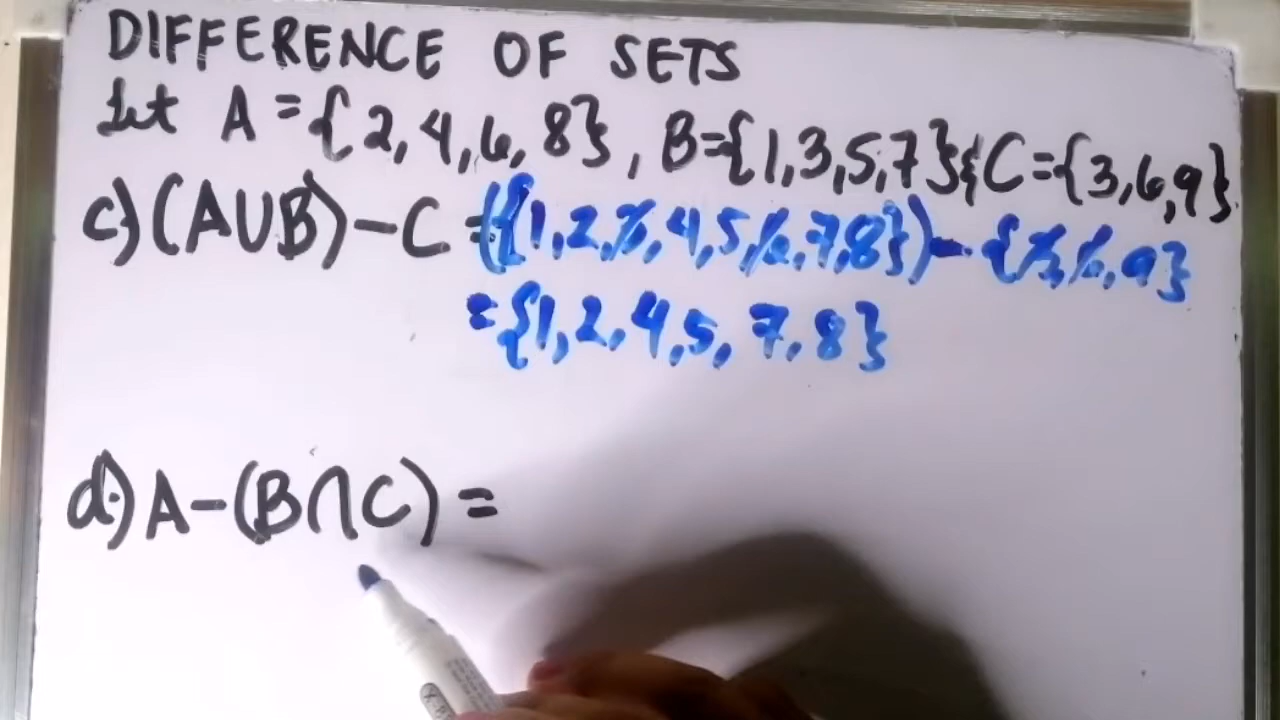 DIFFERENCE OF SETS
Let A = {2, 4, 6, 8}, B={1,3,5,7} & C={3,6,9}.
c) (A∪B) − C = ({1,2,3,4,5,6,7,8}) − {3,6,9}
= {1, 2, 4, 5, 7, 8}
d) A − (B∩C) =